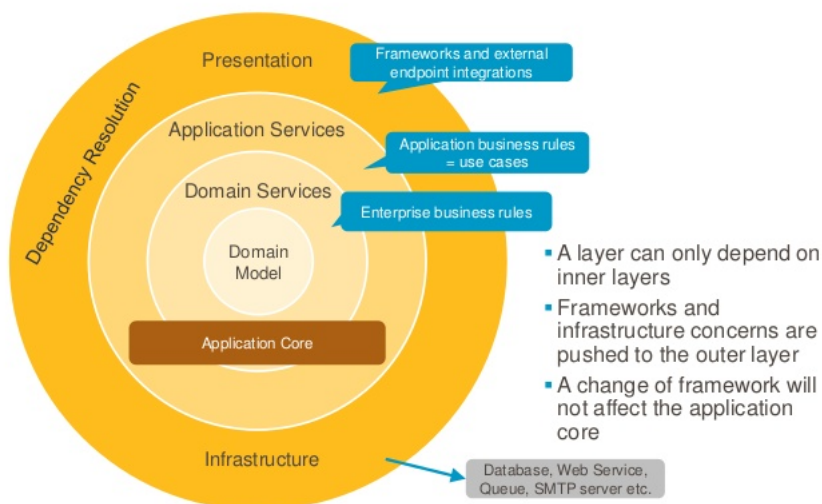 Presentation
Frameworks and external
endpoint integrations
Dependency Resolution
Application Services
Application business rules
= use cases
Domain Services
Enterprise business rules
Domain
Model
Application Core
Infrastructure
▪ A layer can only depend on
inner layers
▪ Frameworks and
infrastructure concerns are
pushed to the outer layer
▪ A change of framework will
not affect the application
core
Database, Web Service,
Queue, SMTP server etc.